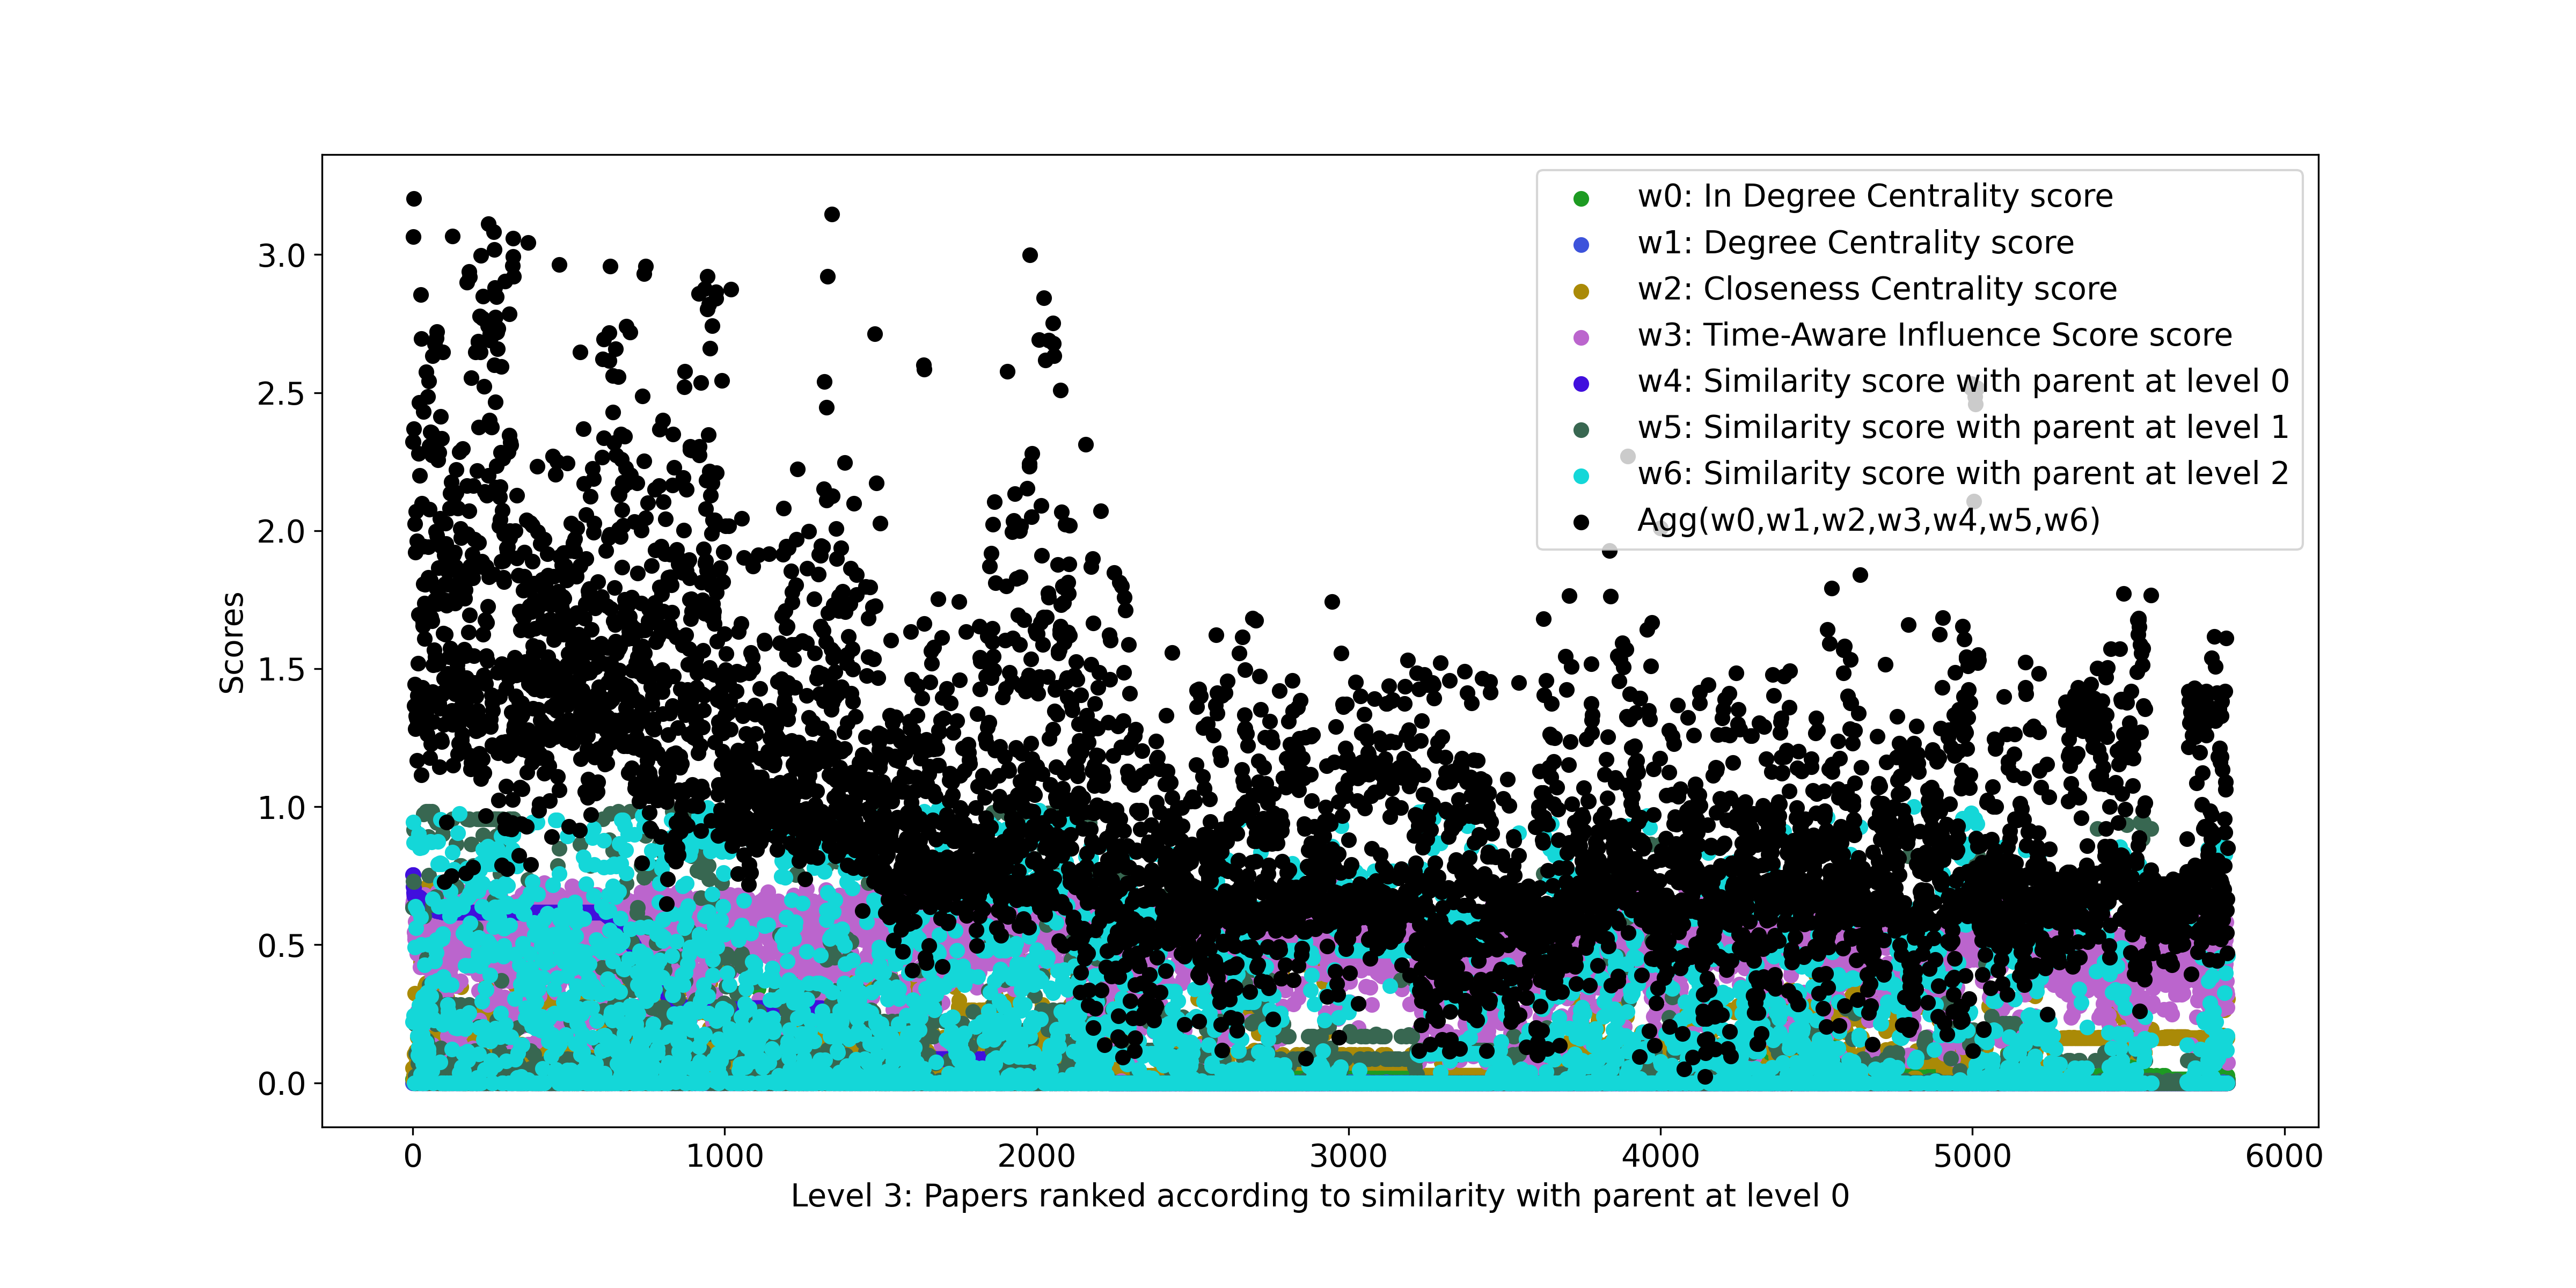 w0: In Degree Centrality score
w1: Degree Centrality score
w2: Closeness Centrality score
w3: Time-Aware Influence Score score
w4: Similarity score with parent at level 0
w5: Similarity score with parent at level 1
w6: Similarity score with parent at level 2
Agg(w0,w1,w2,w3,w4,w5,w6)
Scores
3.0
2.5
2.0
1.5
1.0
0.5
0.0
0 1000 2000 3000 4000 5000 6000
Level 3: Papers ranked according to similarity with parent at level 0